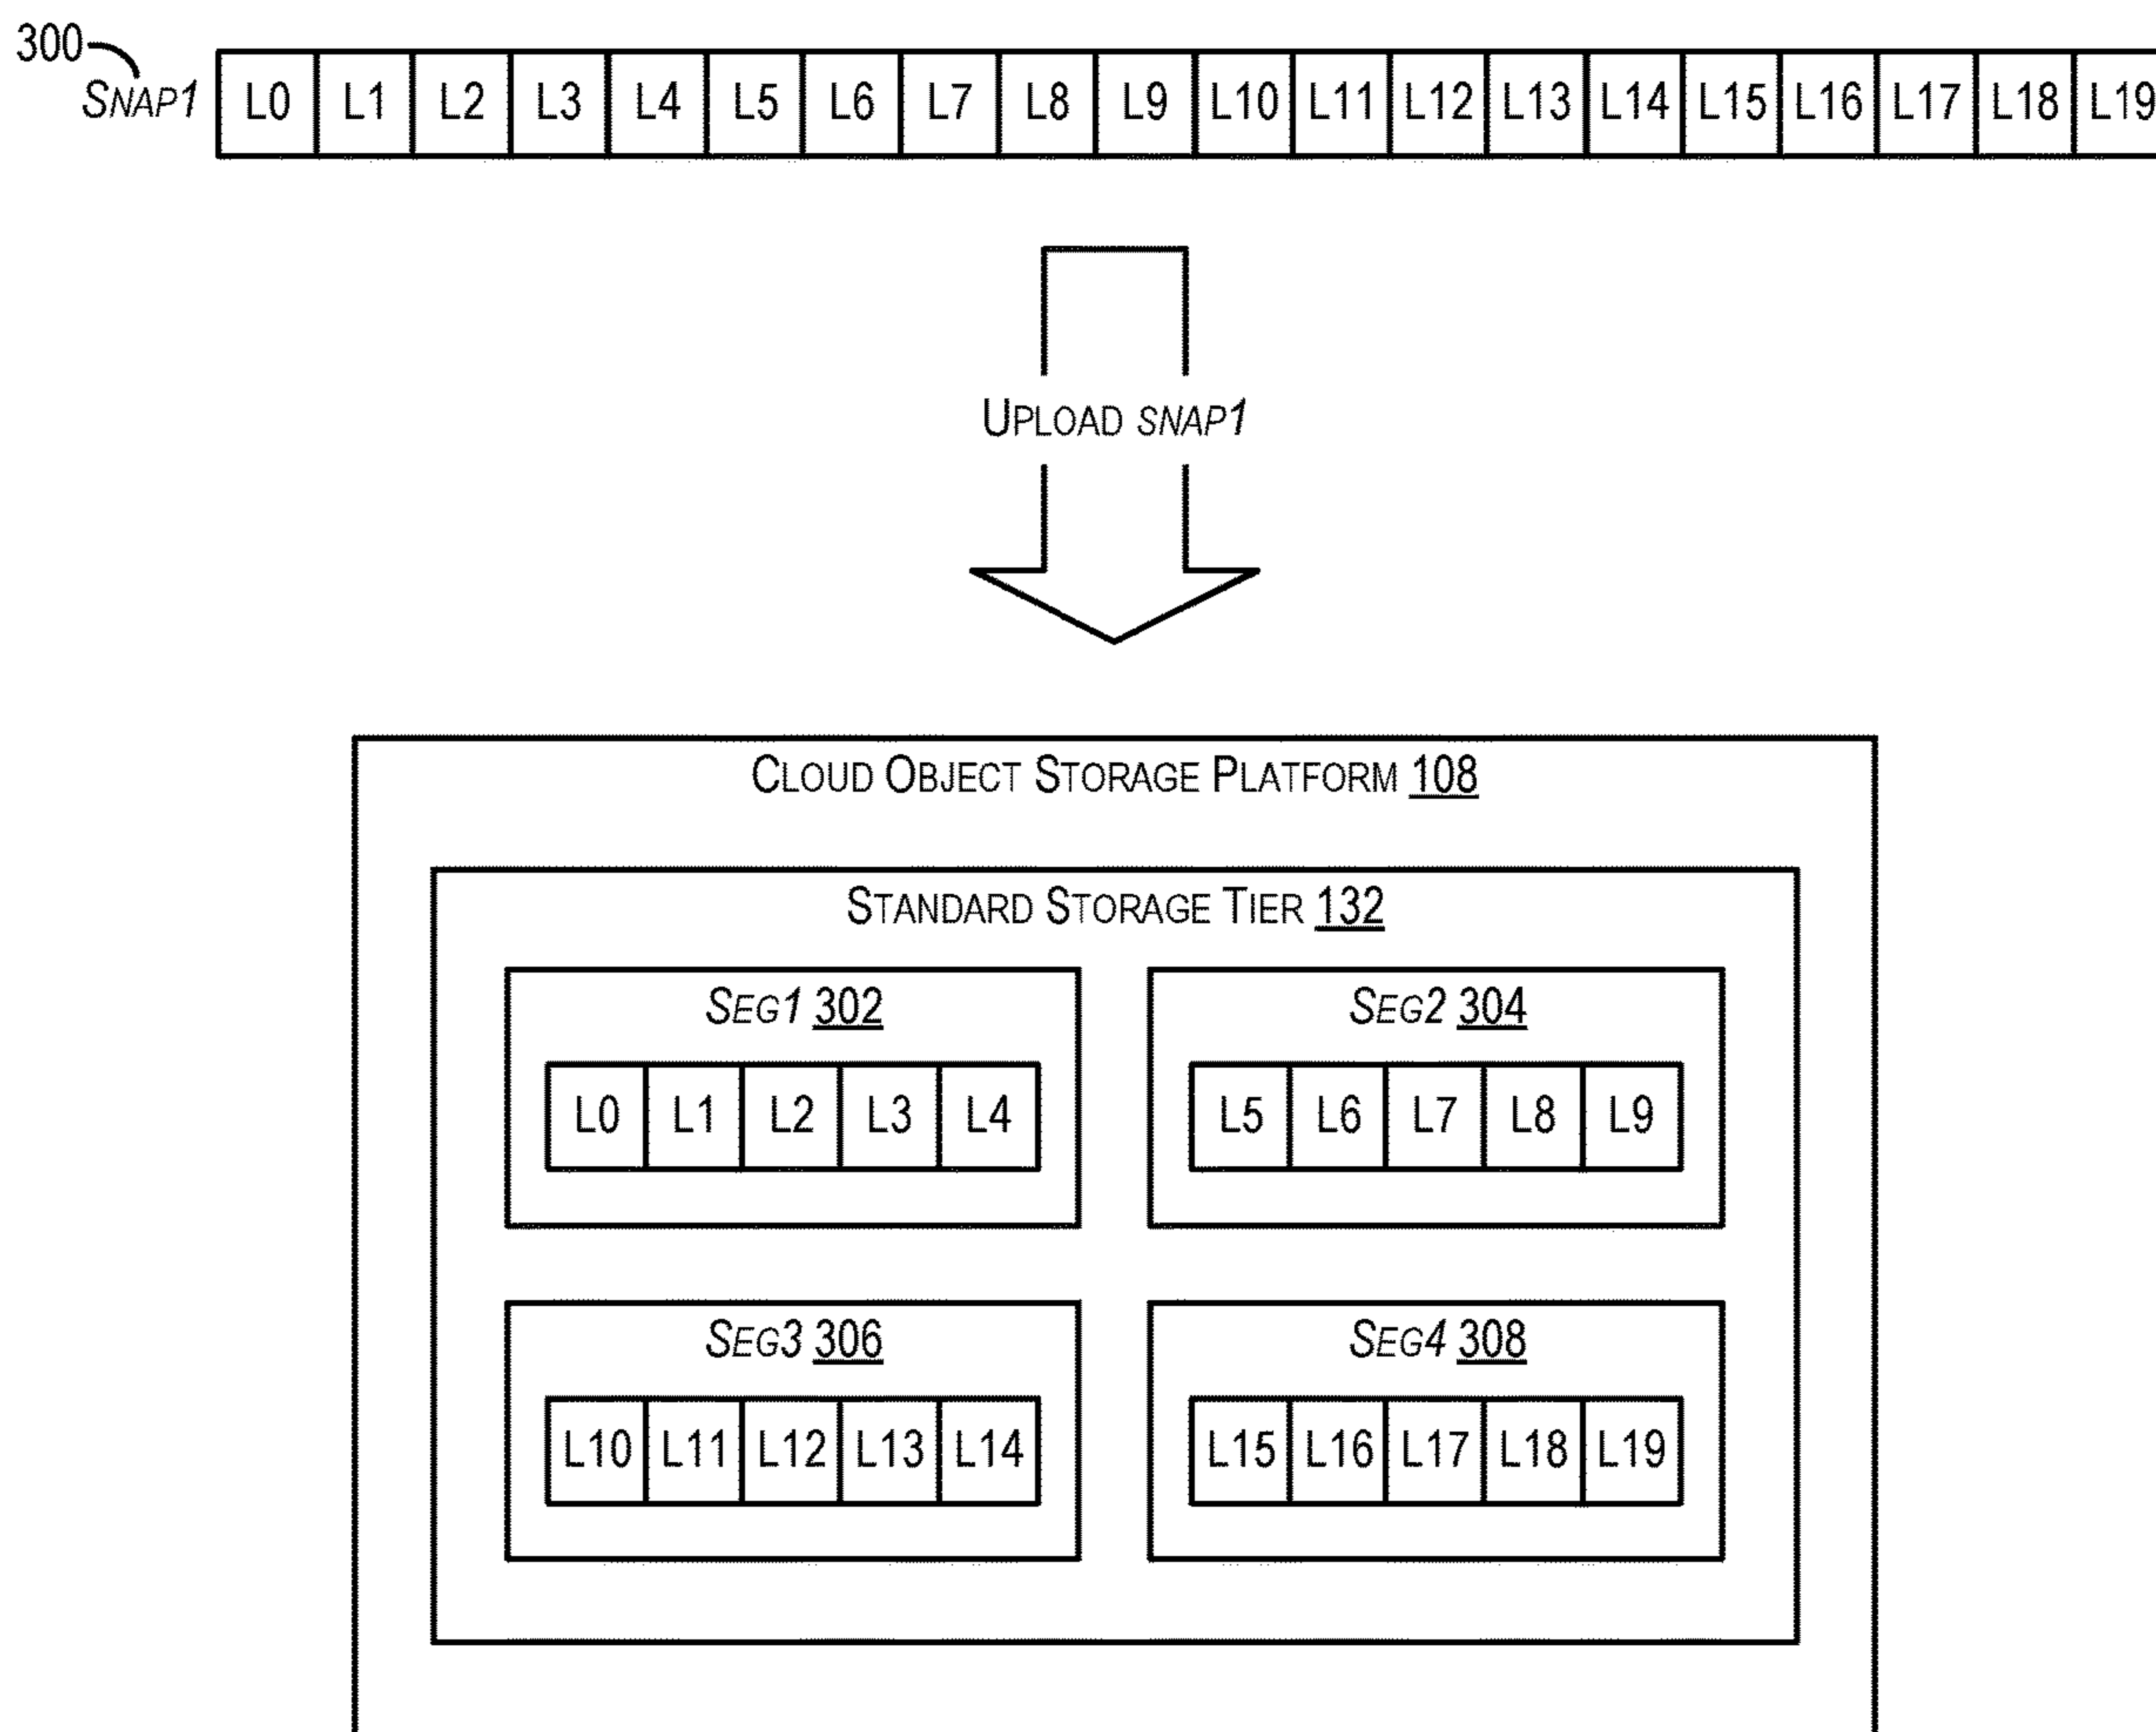 300
SNAP1 L0 L1 L2 L3 L4 L5 L6 L7 L8 L9 L10 L11 L12 L13 L14 L15 L16 L17 L18 L19
UPLOAD SNAP1
CLOUD OBJECT STORAGE PLATFORM 108
STANDARD STORAGE TIER 132
SEG1 302
L0 L1 L2 L3 L4
SEG2 304
L5 L6 L7 L8 L9
SEG3 306
L10 L11 L12 L13 L14
SEG4 308
L15 L16 L17 L18 L19